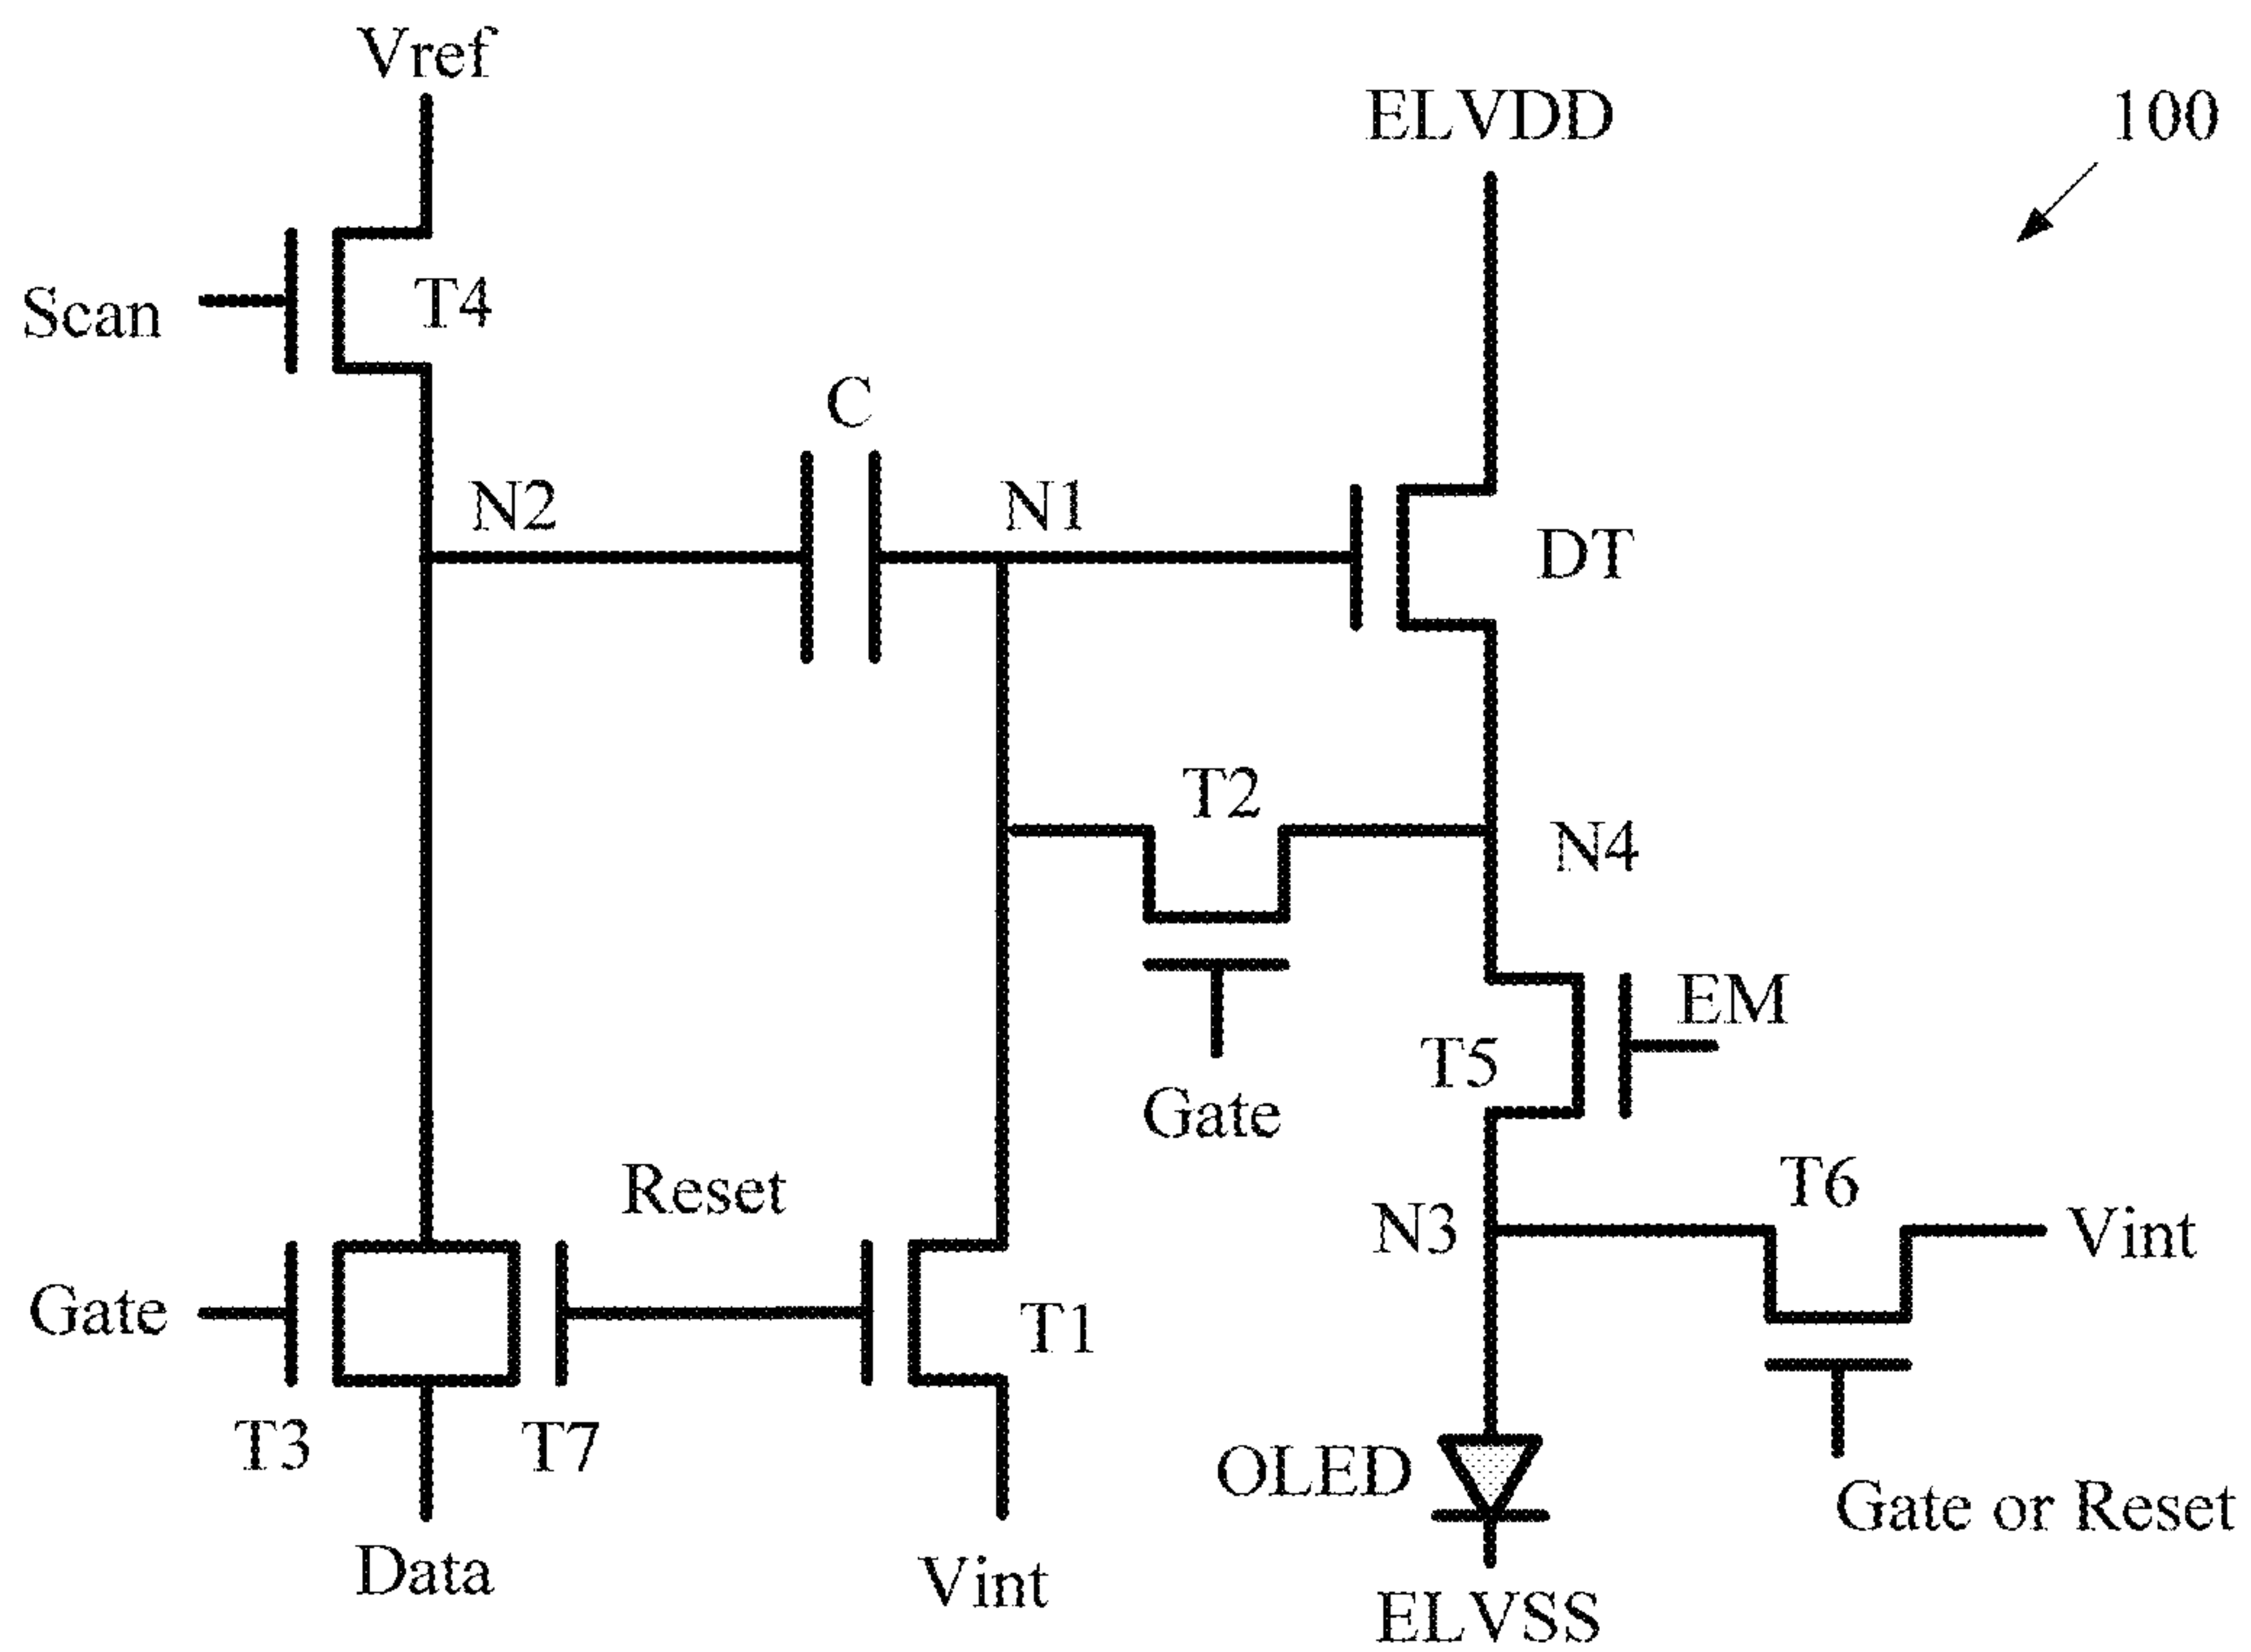 Vref
ELVDD
100
Scan
T4
C
N2
N1
DT
T2
N4
EM
T5
Gate
Reset
T6
N3
Vint
Gate
T1
T3
T7
OLED
Gate or Reset
Data
Vint
ELVSS